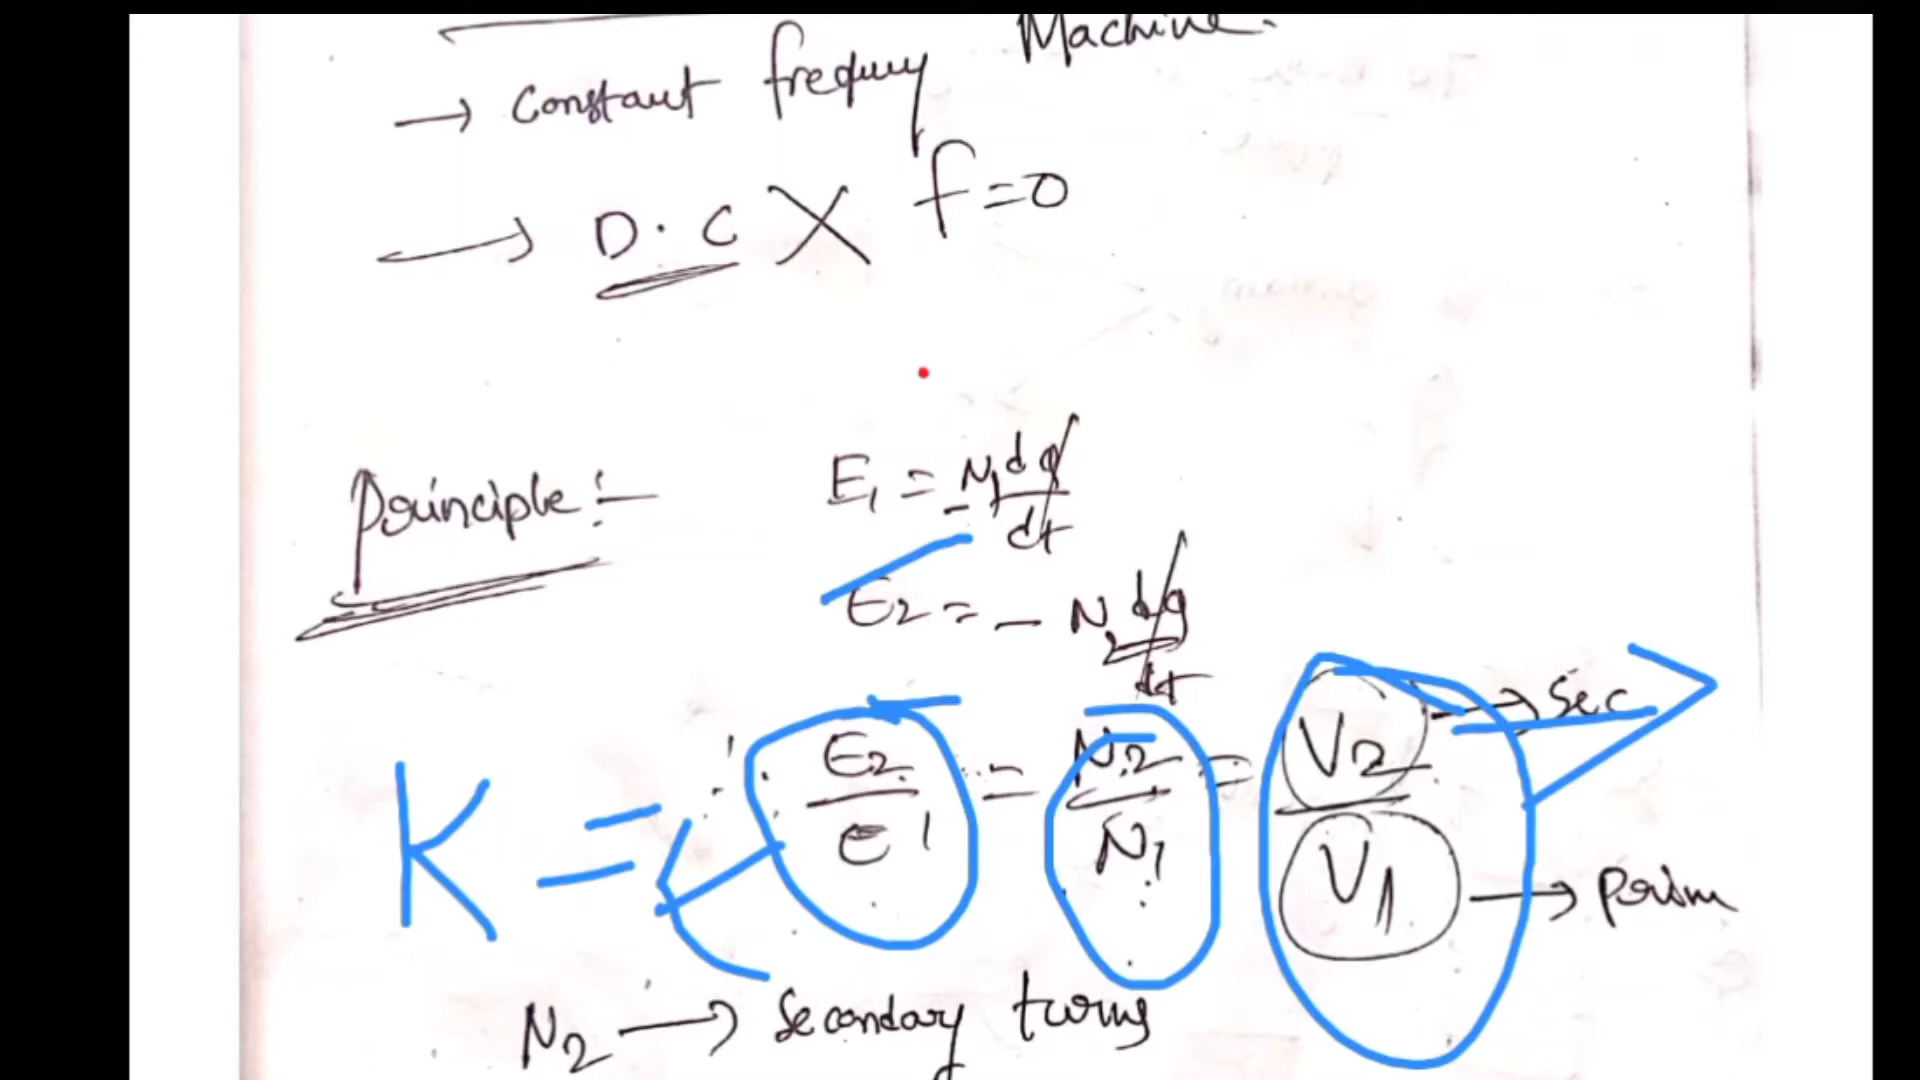 Machine.
→ Constant frequny
→ D.C X f=0
Principle:-
E₁ = -N₁ dφ/dt
E₂ = - N₂ dφ/dt
K = ∴ E₂/E1 = N₂/N₁ = V₂/V₁
→ Sec
→ Prim
N₂ → Secondary turns